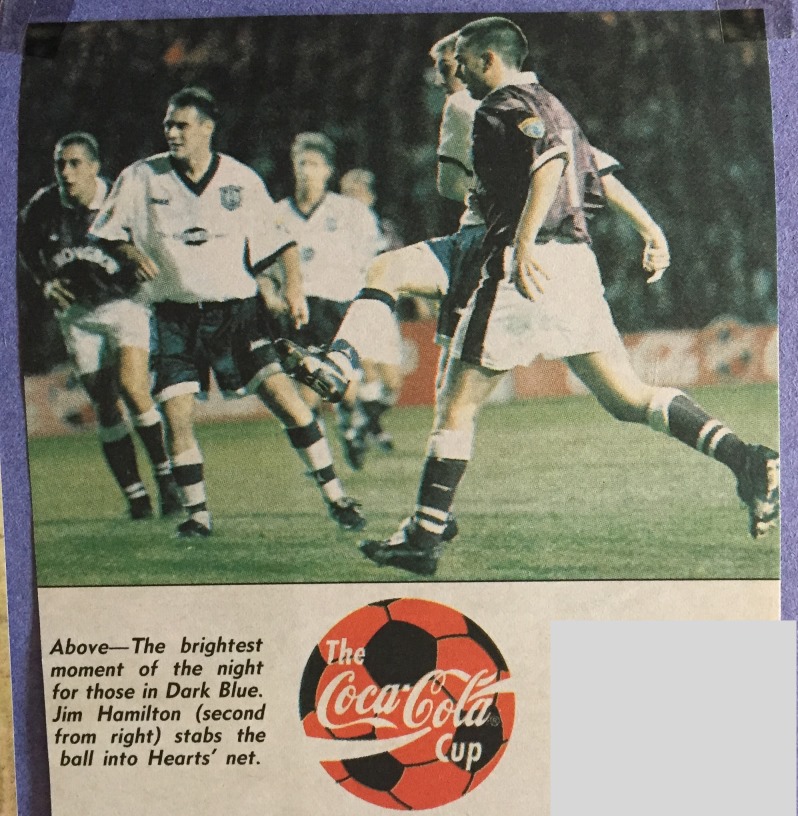 Above—The brightest
moment of the night
for those in Dark Blue.
Jim Hamilton (second
from right) stabs the
ball into Hearts' net.
The
Coca-Cola
Cup